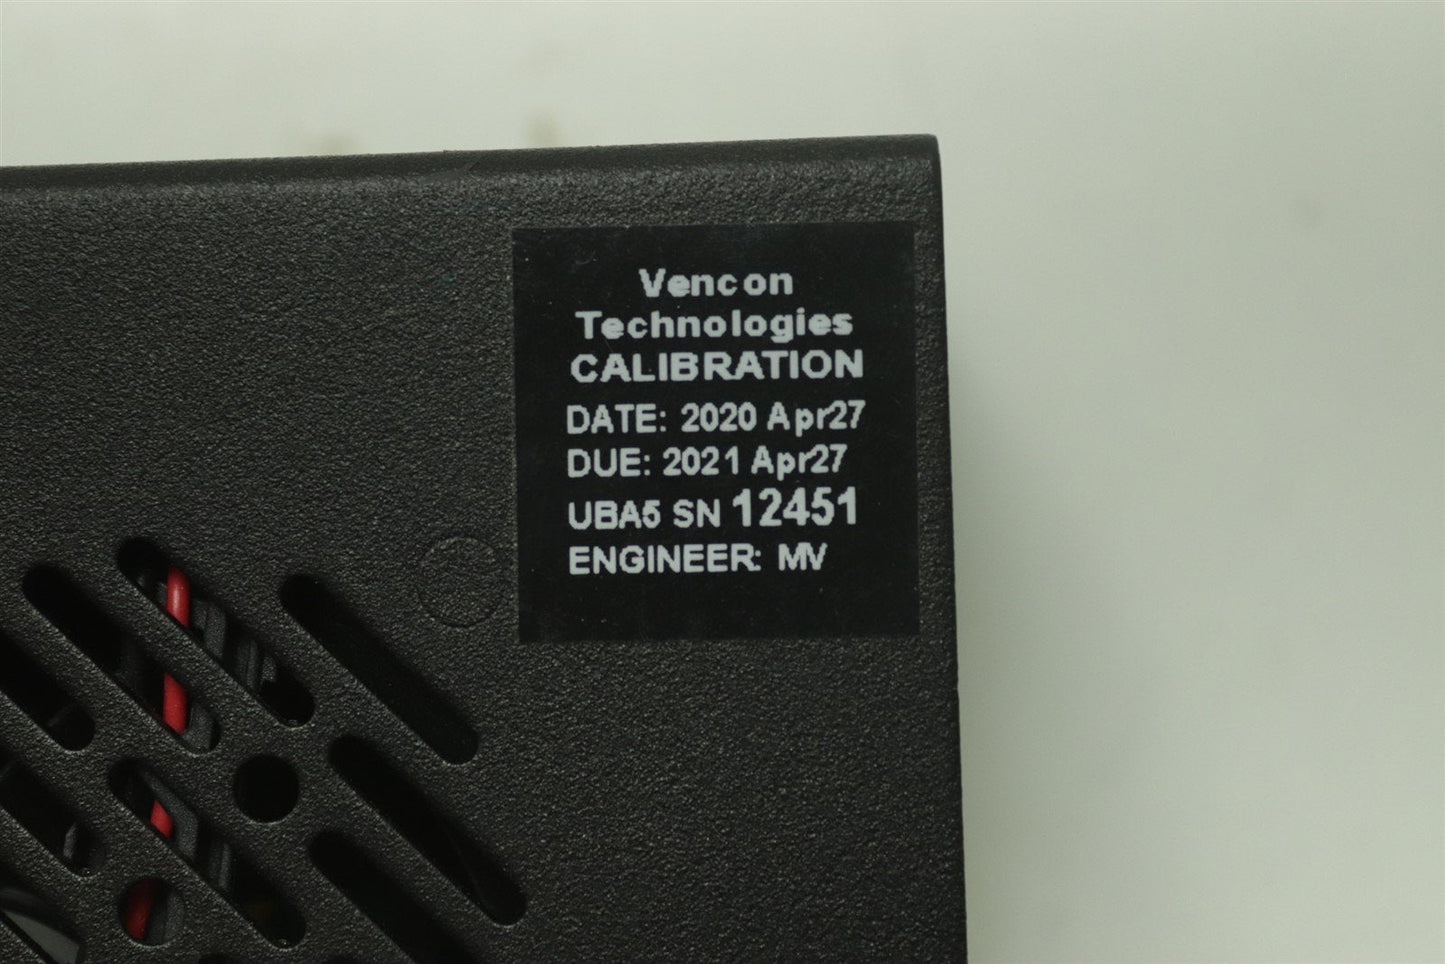 Vencon
Technologies
CALIBRATION
DATE: 2020 Apr27
DUE: 2021 Apr27
UBA5 SN 12451
ENGINEER: MV